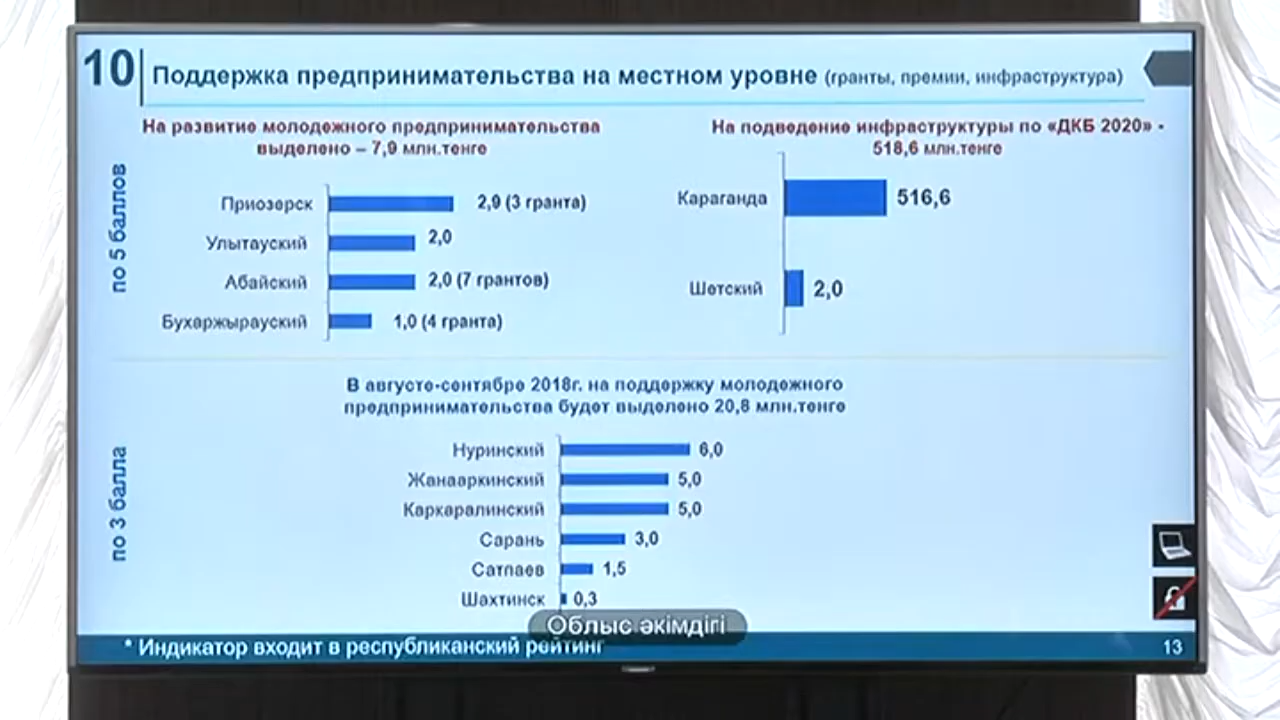 10
Поддержка предпринимательства на местном уровне (гранты, премии, инфраструктура)
по 5 баллов
На развитие молодежного предпринимательства
выделено – 7,9 млн.тенге
Приозерск 2,9 (3 гранта)
Улытауский 2,0
Абайский 2,0 (7 грантов)
Бухаржырауский 1,0 (4 гранта)
На подведение инфраструктуры по «ДКБ 2020» -
518,6 млн.тенге
Караганда 516,6
Шетский 2,0
по 3 балла
В августе-сентябре 2018г. на поддержку молодежного
предпринимательства будет выделено 20,8 млн.тенге
Нуринский 6,0
Жанааркинский 5,0
Каркаралинский 5,0
Сарань 3,0
Сатпаев 1,5
Шахтинск 0,3
Облыс әкімдігі
* Индикатор входит в республиканский рейтинг
13